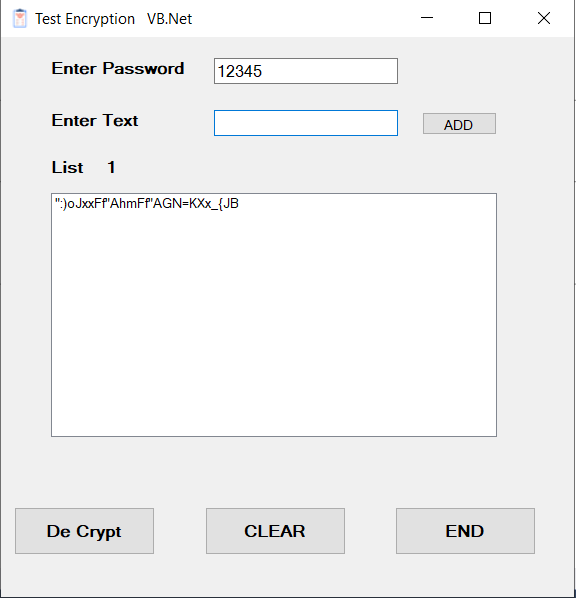 Test Encryption VB.Net
Enter Password 12345
Enter Text ADD
List 1
":)oJxxFf"AhmFf"AGN=KXx_{JB
De Crypt CLEAR END